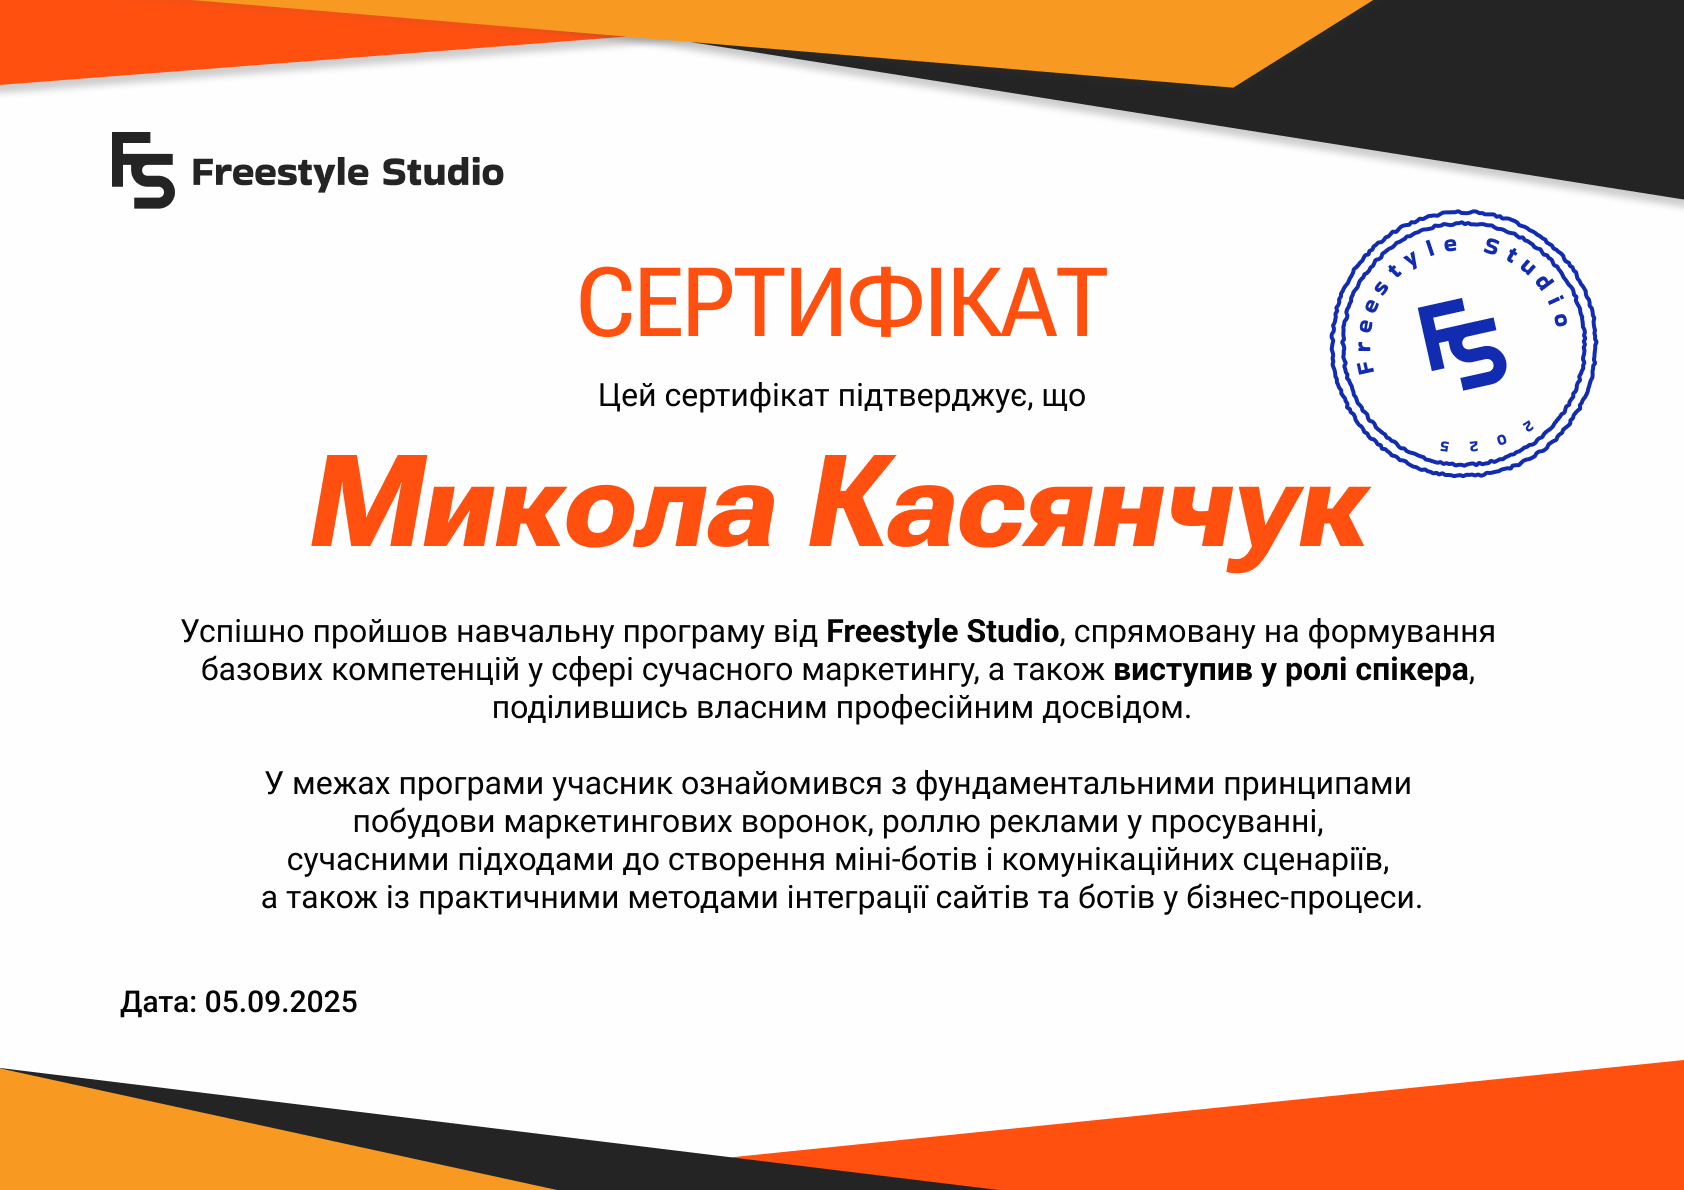 FS Freestyle Studio
СЕРТИФІКАТ
Freestyle Studio
FS
2025
Цей сертифікат підтверджує, що
Микола Касянчук
Успішно пройшов навчальну програму від Freestyle Studio, спрямовану на формування
базових компетенцій у сфері сучасного маркетингу, а також виступив у ролі спікера,
поділившись власним професійним досвідом.
У межах програми учасник ознайомився з фундаментальними принципами
побудови маркетингових воронок, роллю реклами у просуванні,
сучасними підходами до створення міні-ботів і комунікаційних сценаріїв,
а також із практичними методами інтеграції сайтів та ботів у бізнес-процеси.
Дата: 05.09.2025